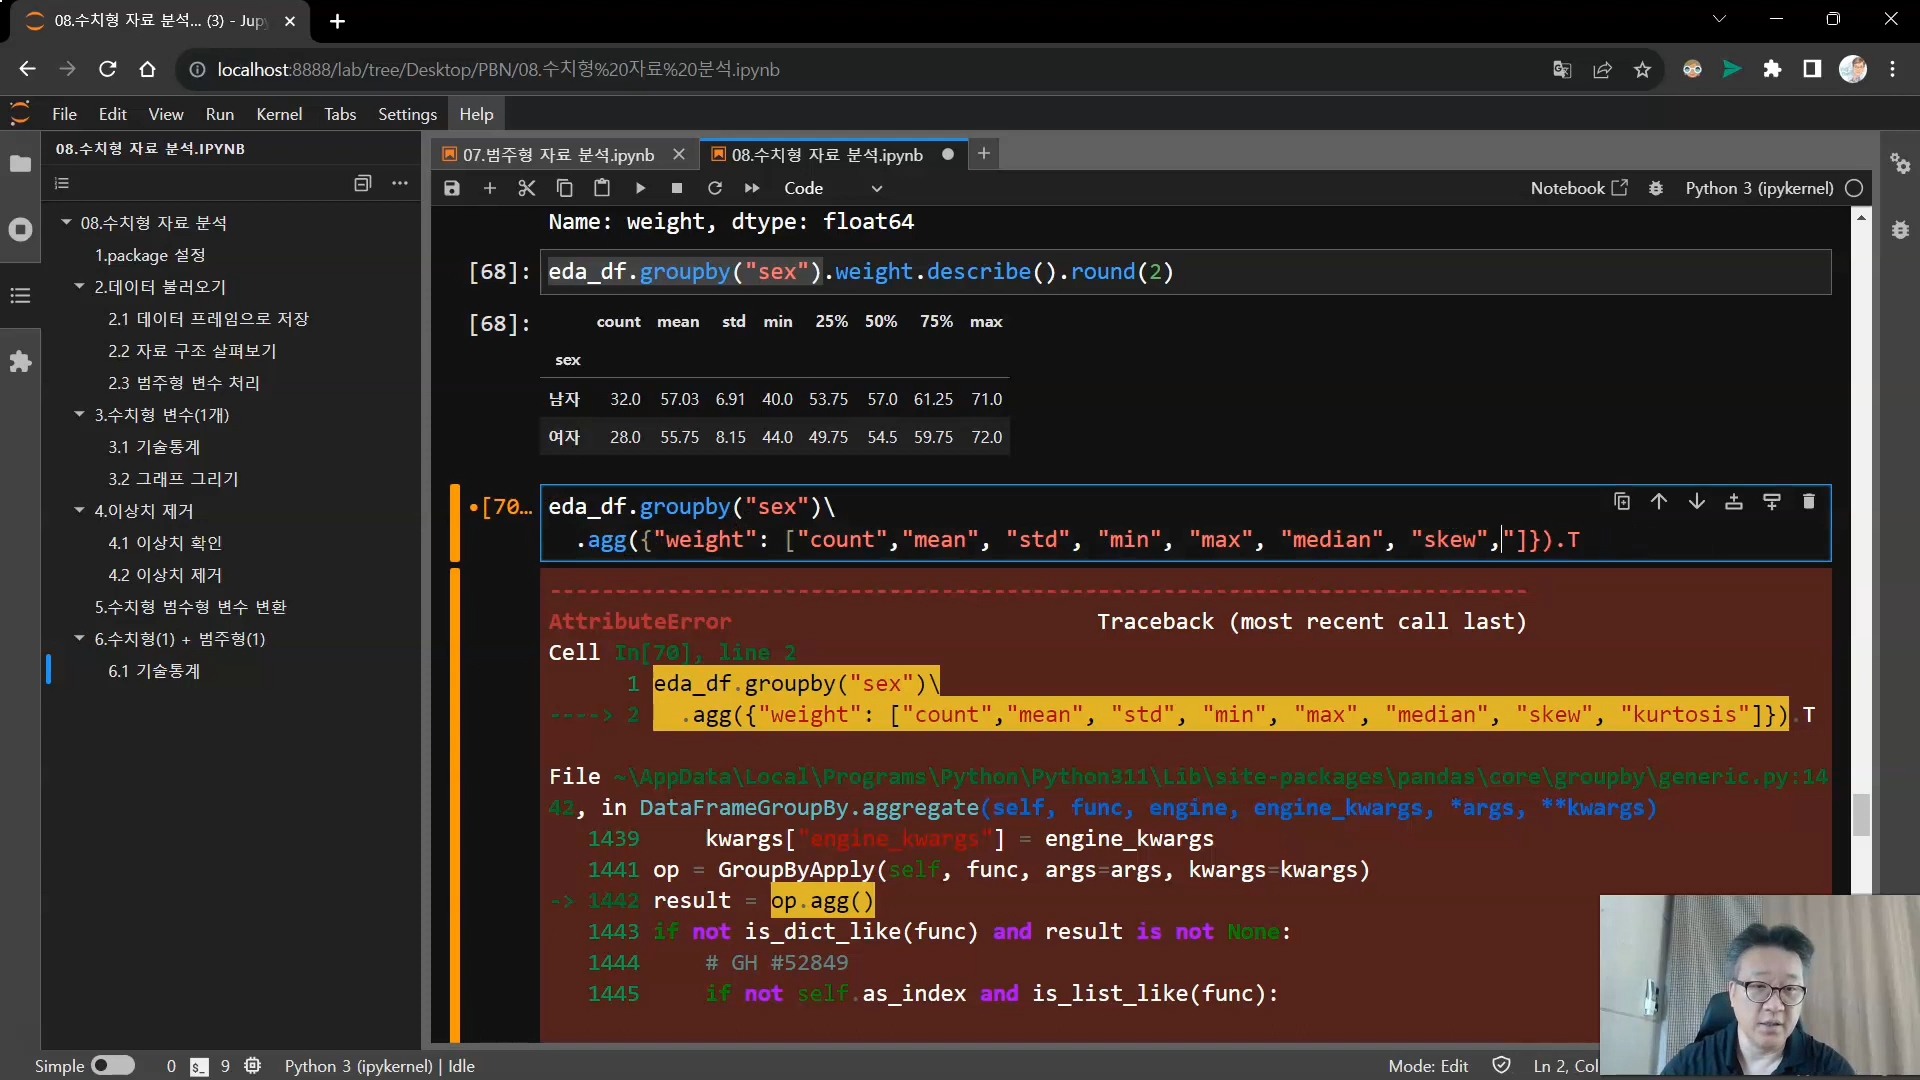 08.수치형 자료 분석... (3) - Jup
localhost:8888/lab/tree/Desktop/PBN/08.수치형%20자료%20분석.ipynb
File Edit View Run Kernel Tabs Settings Help
08.수치형 자료 분석.IPYNB
08.수치형 자료 분석
1.package 설정
2.데이터 불러오기
2.1 데이터 프레임으로 저장
2.2 자료 구조 살펴보기
2.3 범주형 변수 처리
3.수치형 변수(1개)
3.1 기술통계
3.2 그래프 그리기
4.이상치 제거
4.1 이상치 확인
4.2 이상치 제거
5.수치형 범수형 변수 변환
6.수치형(1) + 범주형(1)
6.1 기술통계
07.범주형 자료 분석.ipynb 08.수치형 자료 분석.ipynb
Code Notebook Python 3 (ipykernel)
Name: weight, dtype: float64
[68]: eda_df.groupby("sex").weight.describe().round(2)
[68]: count mean std min 25% 50% 75% max
sex
남자 32.0 57.03 6.91 40.0 53.75 57.0 61.25 71.0
여자 28.0 55.75 8.15 44.0 49.75 54.5 59.75 72.0
•[70… eda_df.groupby("sex")\
.agg({"weight": ["count","mean", "std", "min", "max", "median", "skew","]}).T
---------------------------------------------------------------------------
AttributeError Traceback (most recent call last)
Cell In[70], line 2
1 eda_df.groupby("sex")\
----> 2 .agg({"weight": ["count","mean", "std", "min", "max", "median", "skew", "kurtosis"]}).T
File ~\AppData\Local\Programs\Python\Python311\Lib\site-packages\pandas\core\groupby\generic.py:14
42, in DataFrameGroupBy.aggregate(self, func, engine, engine_kwargs, *args, **kwargs)
1439 kwargs["engine_kwargs"] = engine_kwargs
1441 op = GroupByApply(self, func, args=args, kwargs=kwargs)
-> 1442 result = op.agg()
1443 if not is_dict_like(func) and result is not None:
1444 # GH #52849
1445 if not self.as_index and is_list_like(func):
Simple 0 9 Python 3 (ipykernel) | Idle Mode: Edit Ln 2, Col